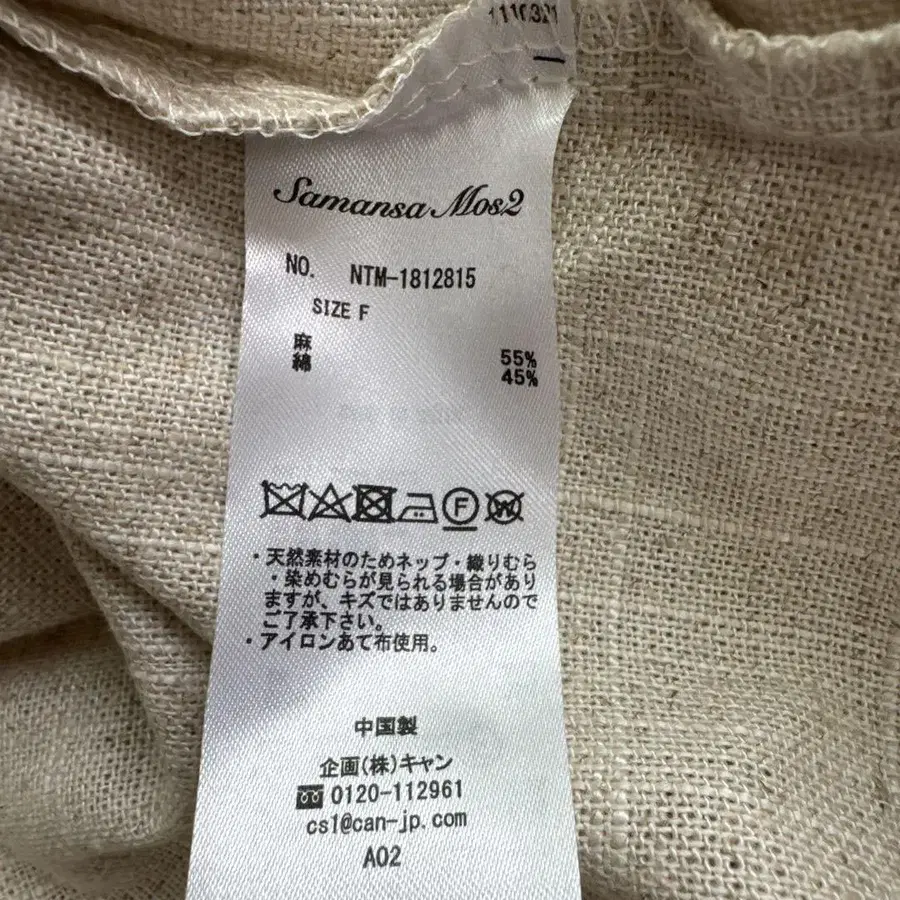 Samansa Mos2
NO. NTM-1812815
SIZE F
麻 55%
綿 45%
F
W
・天然素材のためネップ・織りむら
・染めむらが見られる場合があり
ますが、キズではありませんので
ご了承下さい。
・アイロンあて布使用。
中国製
企画(株)キャン
0120-112961
cs1@can-jp.com
A02